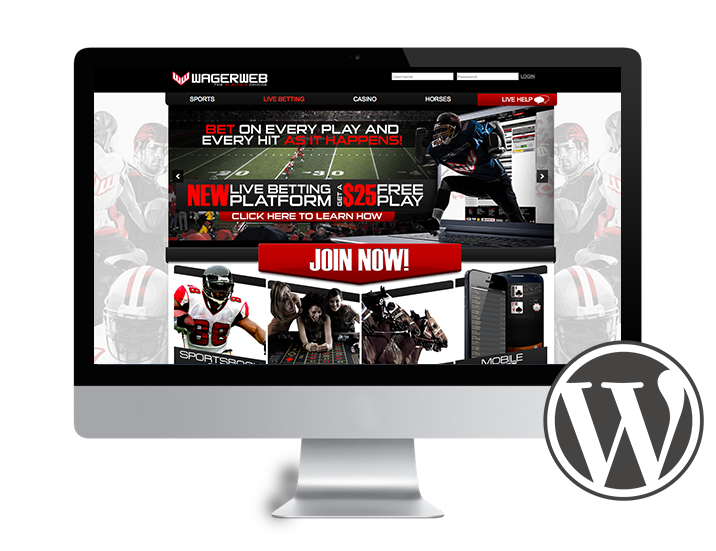 WAGERWEB
Username
Password
LOGIN
SPORTS
LIVE BETTING
CASINO
HORSES
LIVE HELP
BET ON EVERY PLAY AND
EVERY HIT AS IT HAPPENS!
NEW LIVE BETTING PLATFORM
GET A $25 FREE PLAY
CLICK HERE TO LEARN HOW
JOIN NOW!
88
SPORTSBOOK
MOBILE
W